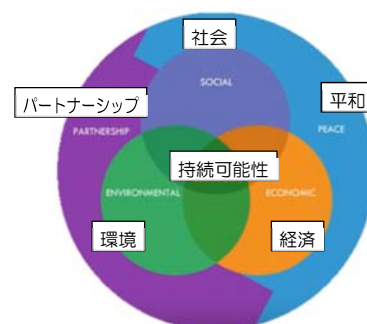 社会
SOCIAL
パートナーシップ
平和
PARTNERSHIP
PEACE
持続可能性
ENVIRONMENTAL
ECONOMIC
環境
経済